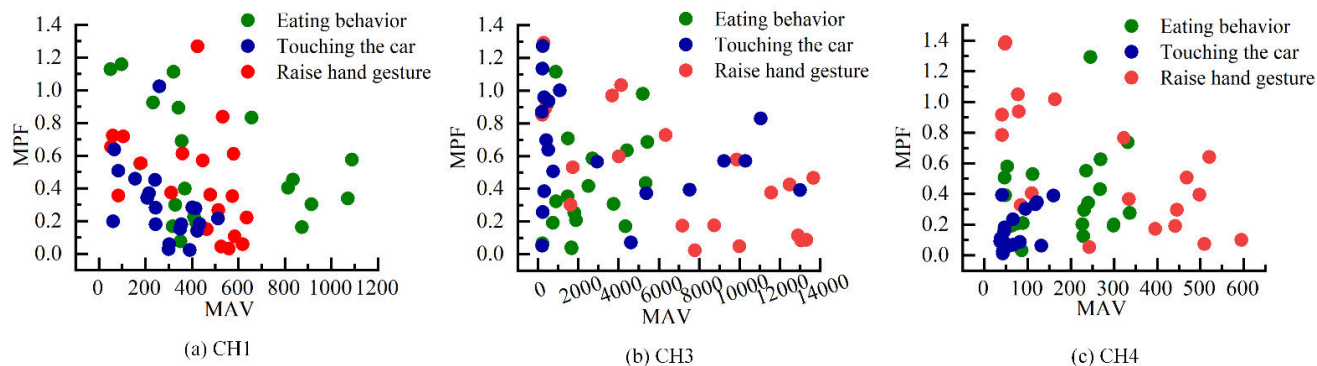 Eating behavior
Touching the car
Raise hand gesture
1.4
1.2
1.0
0.8
0.6
0.4
0.2
0.0
MPF
0 200 400 600 800 1000 1200
MAV
(a) CH1
Eating behavior
Touching the car
Raise hand gesture
1.4
1.2
1.0
0.8
0.6
0.4
0.2
0.0
MPF
0 2000 4000 6000 8000 10000 12000 14000
MAV
(b) CH3
Eating behavior
Touching the car
Raise hand gesture
1.4
1.2
1.0
0.8
0.6
0.4
0.2
0.0
MPF
0 100 200 300 400 500 600
MAV
(c) CH4